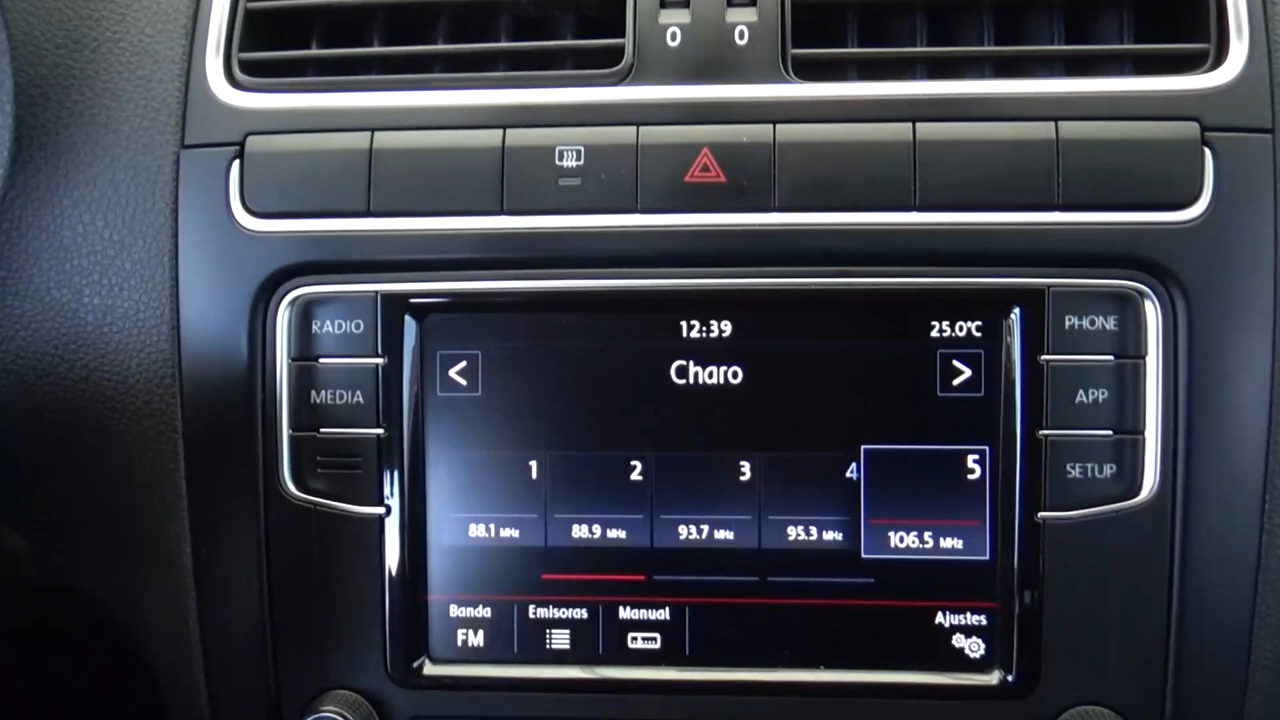 0 0
RADIO
MEDIA
PHONE
APP
SETUP
12:39 25.0°C
< Charo >
1 2 3 4 5
88.1 MHz 88.9 MHz 93.7 MHz 95.3 MHz 106.5 MHz
Banda Emisoras Manual Ajustes
FM